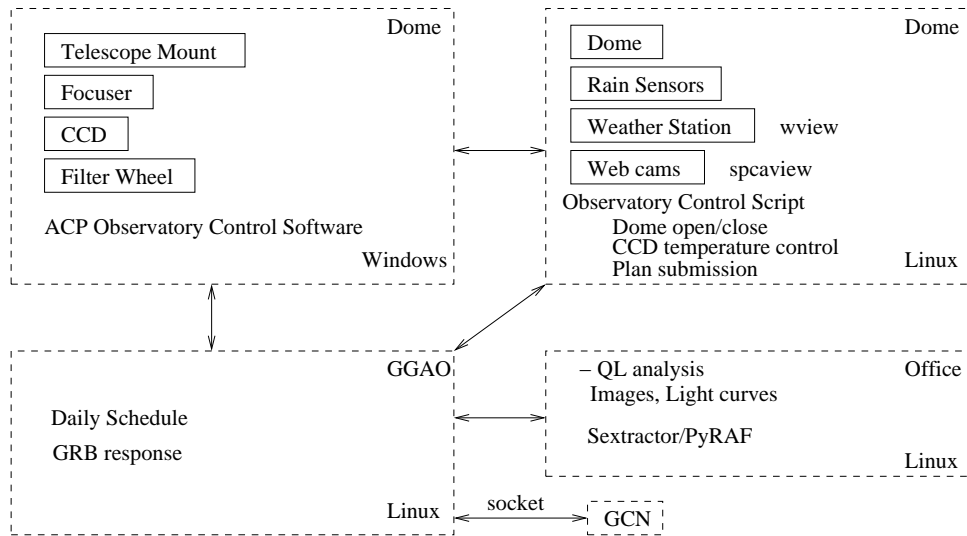 Dome
Telescope Mount
Focuser
CCD
Filter Wheel
ACP Observatory Control Software
Windows
Dome
Dome
Rain Sensors
Weather Station wview
Web cams spcaview
Observatory Control Script
Dome open/close
CCD temperature control
Plan submission
Linux
GGAO
Daily Schedule
GRB response
Linux
– QL analysis Office
Images, Light curves
Sextractor/PyRAF
Linux
socket
GCN